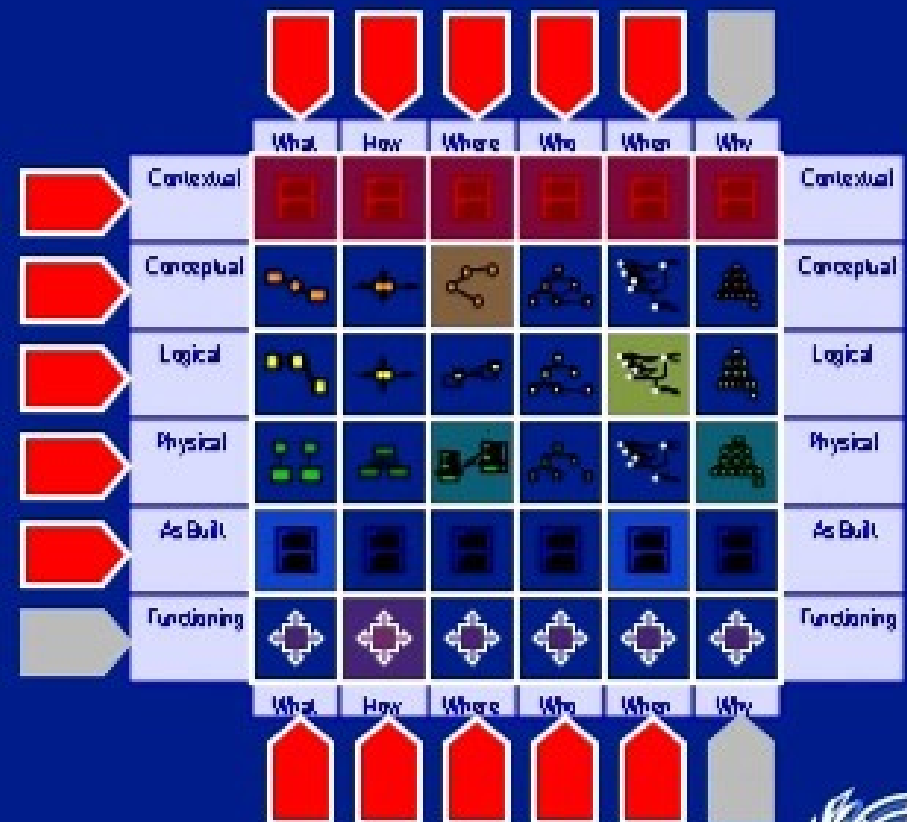 What How Where Who When Why
Contextual Contextual
Conceptual Conceptual
Logical Logical
Physical Physical
As Built As Built
Functioning Functioning
What How Where Who When Why